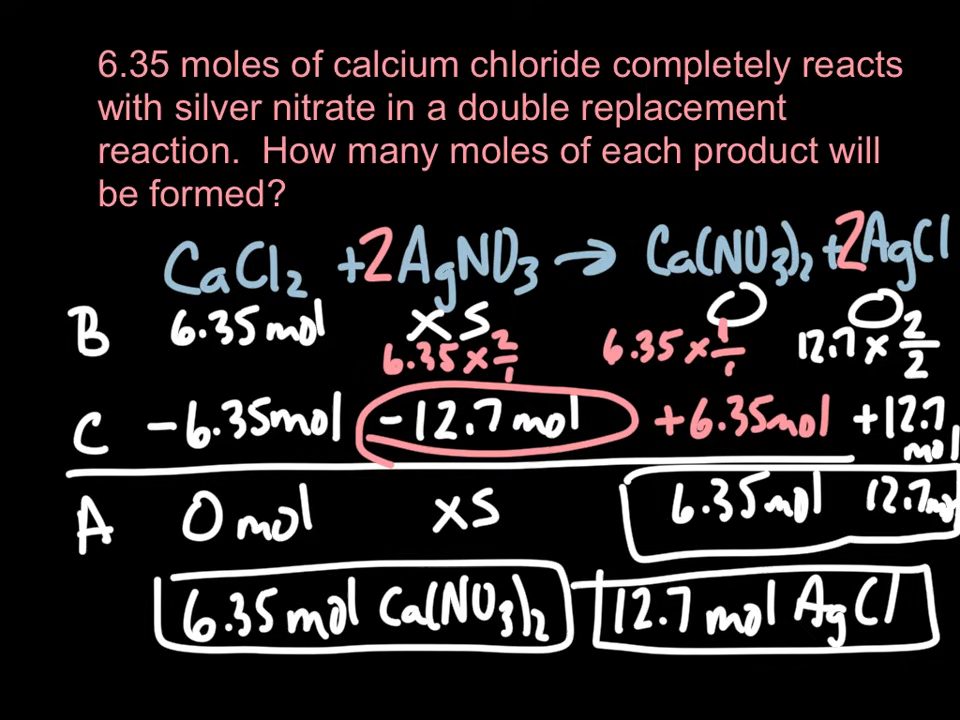 6.35 moles of calcium chloride completely reacts
with silver nitrate in a double replacement
reaction. How many moles of each product will
be formed?
CaCl2 + 2AgNO3 → Ca(NO3)2 + 2AgCl
B 6.35 mol xs 0 0
6.35 x 2/1 6.35 x 1/1 12.7 x 2/2
C -6.35 mol -12.7 mol +6.35 mol +12.7 mol
A 0 mol xs 6.35 mol 12.7 mol
6.35 mol Ca(NO3)2 12.7 mol AgCl